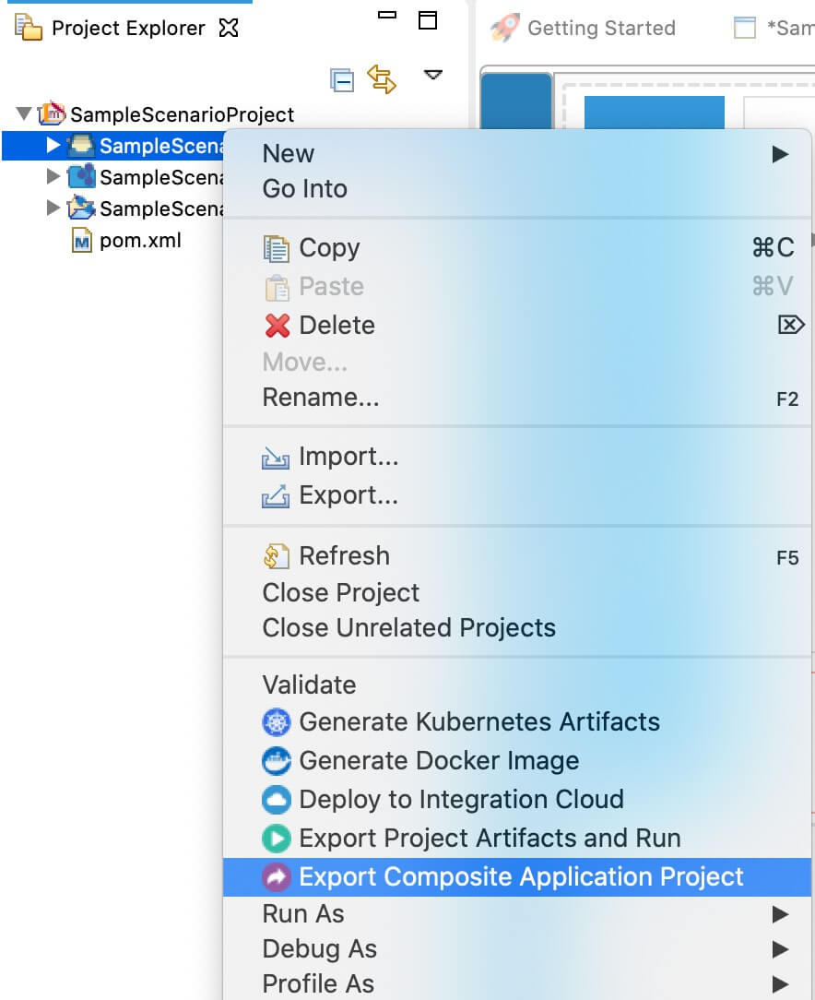 Project Explorer
Getting Started
*Sam
SampleScenarioProject
SampleScena
SampleScena
SampleScena
pom.xml
New
Go Into
Copy ⌘C
Paste ⌘V
Delete ⌦
Move...
Rename... F2
Import...
Export...
Refresh F5
Close Project
Close Unrelated Projects
Validate
Generate Kubernetes Artifacts
Generate Docker Image
Deploy to Integration Cloud
Export Project Artifacts and Run
Export Composite Application Project
Run As
Debug As
Profile As